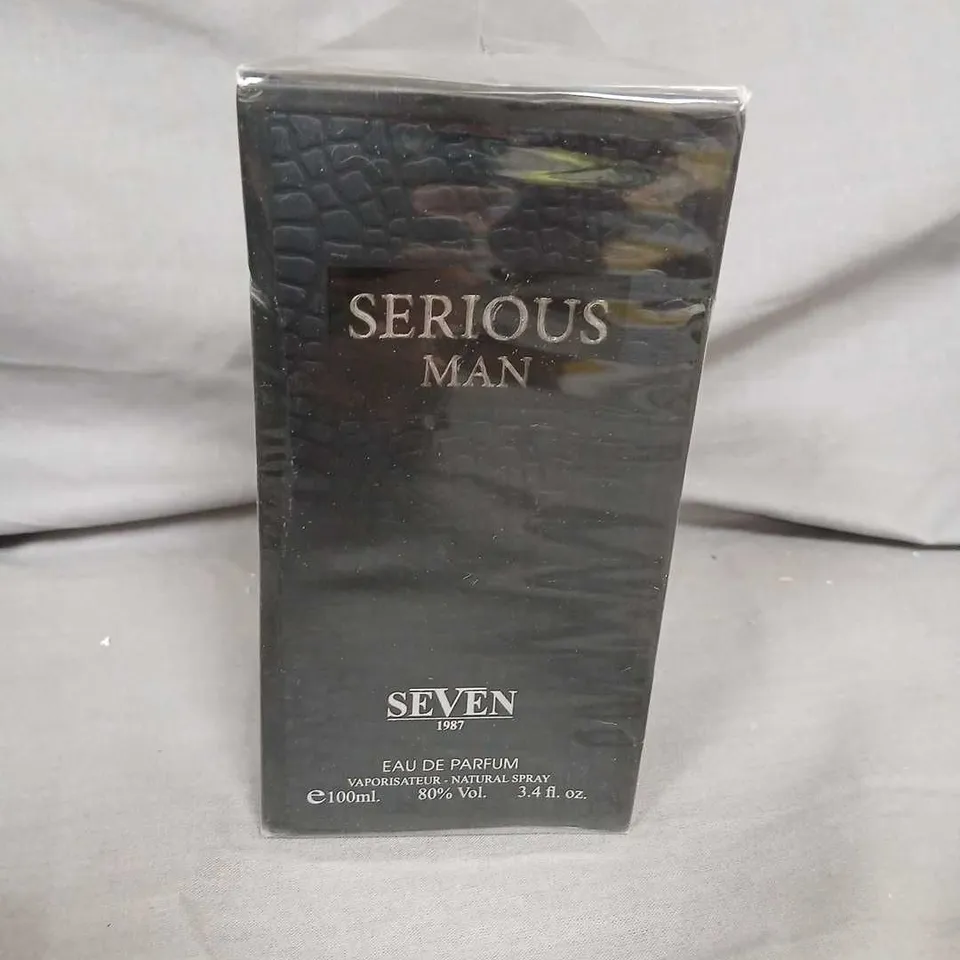 SERIOUS
MAN
SEVEN
1987
EAU DE PARFUM
VAPORISATEUR - NATURAL SPRAY
℮100ml. 80% Vol. 3.4 fl. oz.